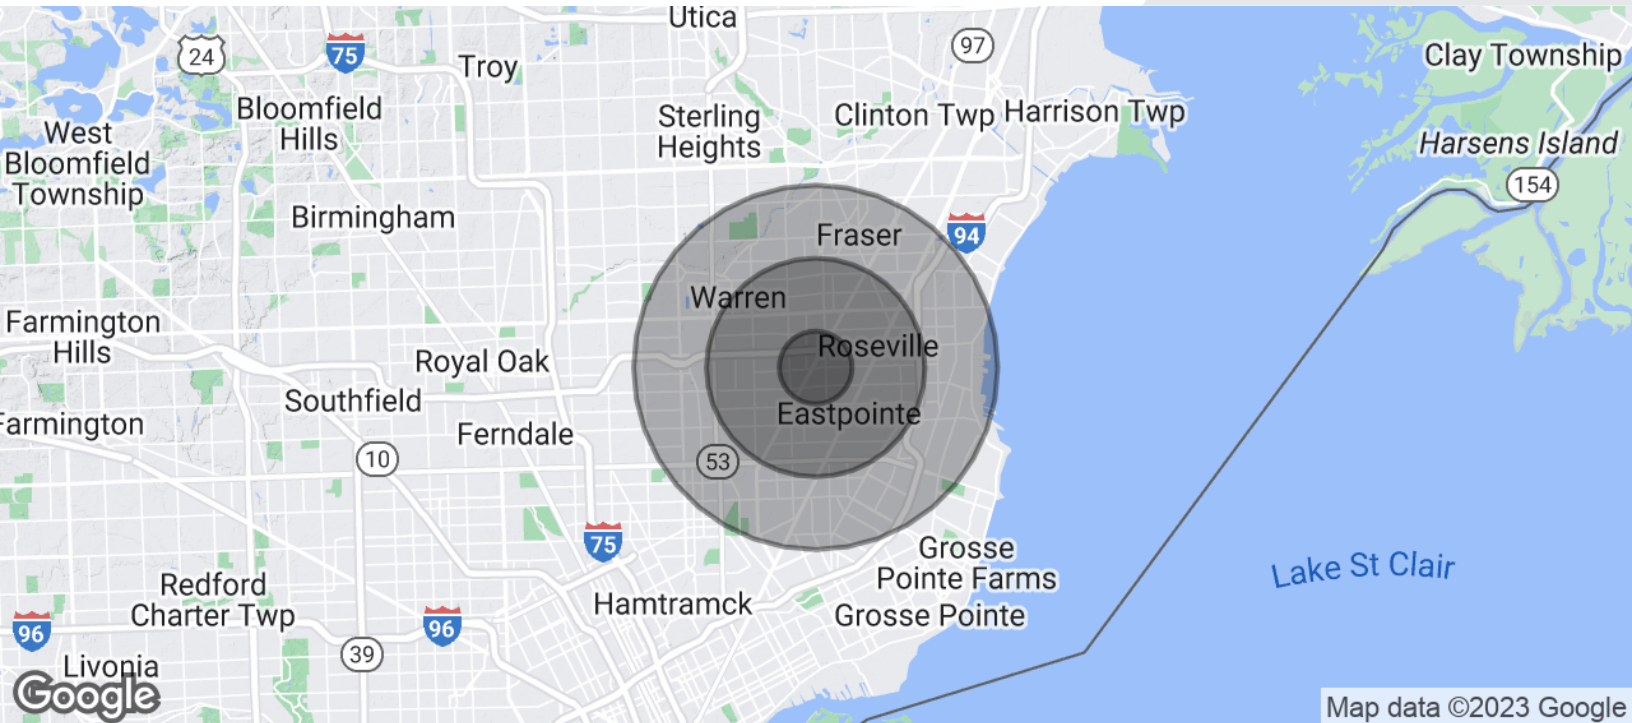 Utica
97
24
75
Troy
Clay Township
Bloomfield
Hills
Sterling
Heights
Clinton Twp
Harrison Twp
West
Bloomfield
Township
Harsens Island
154
Birmingham
Fraser
94
Warren
Farmington
Hills
Roseville
Royal Oak
Southfield
Eastpointe
Farmington
Ferndale
10
53
75
Grosse
Pointe Farms
Lake St Clair
Redford
Charter Twp
Hamtramck
Grosse Pointe
96
96
39
Livonia
Google
Map data ©2023 Google